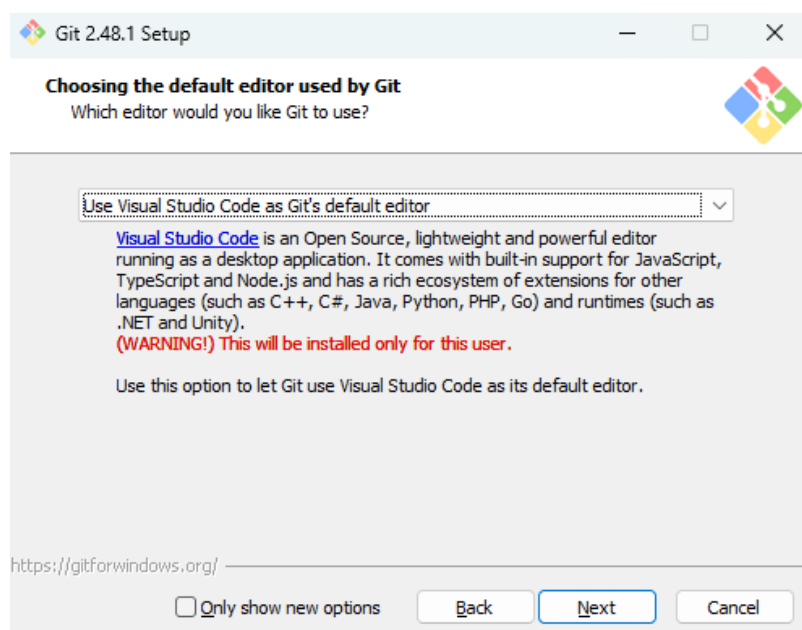 Git 2.48.1 Setup
Choosing the default editor used by Git
Which editor would you like Git to use?
Use Visual Studio Code as Git's default editor
Visual Studio Code is an Open Source, lightweight and powerful editor
running as a desktop application. It comes with built-in support for JavaScript,
TypeScript and Node.js and has a rich ecosystem of extensions for other
languages (such as C++, C#, Java, Python, PHP, Go) and runtimes (such as
.NET and Unity).
(WARNING!) This will be installed only for this user.
Use this option to let Git use Visual Studio Code as its default editor.
https://gitforwindows.org/
Only show new options Back Next Cancel